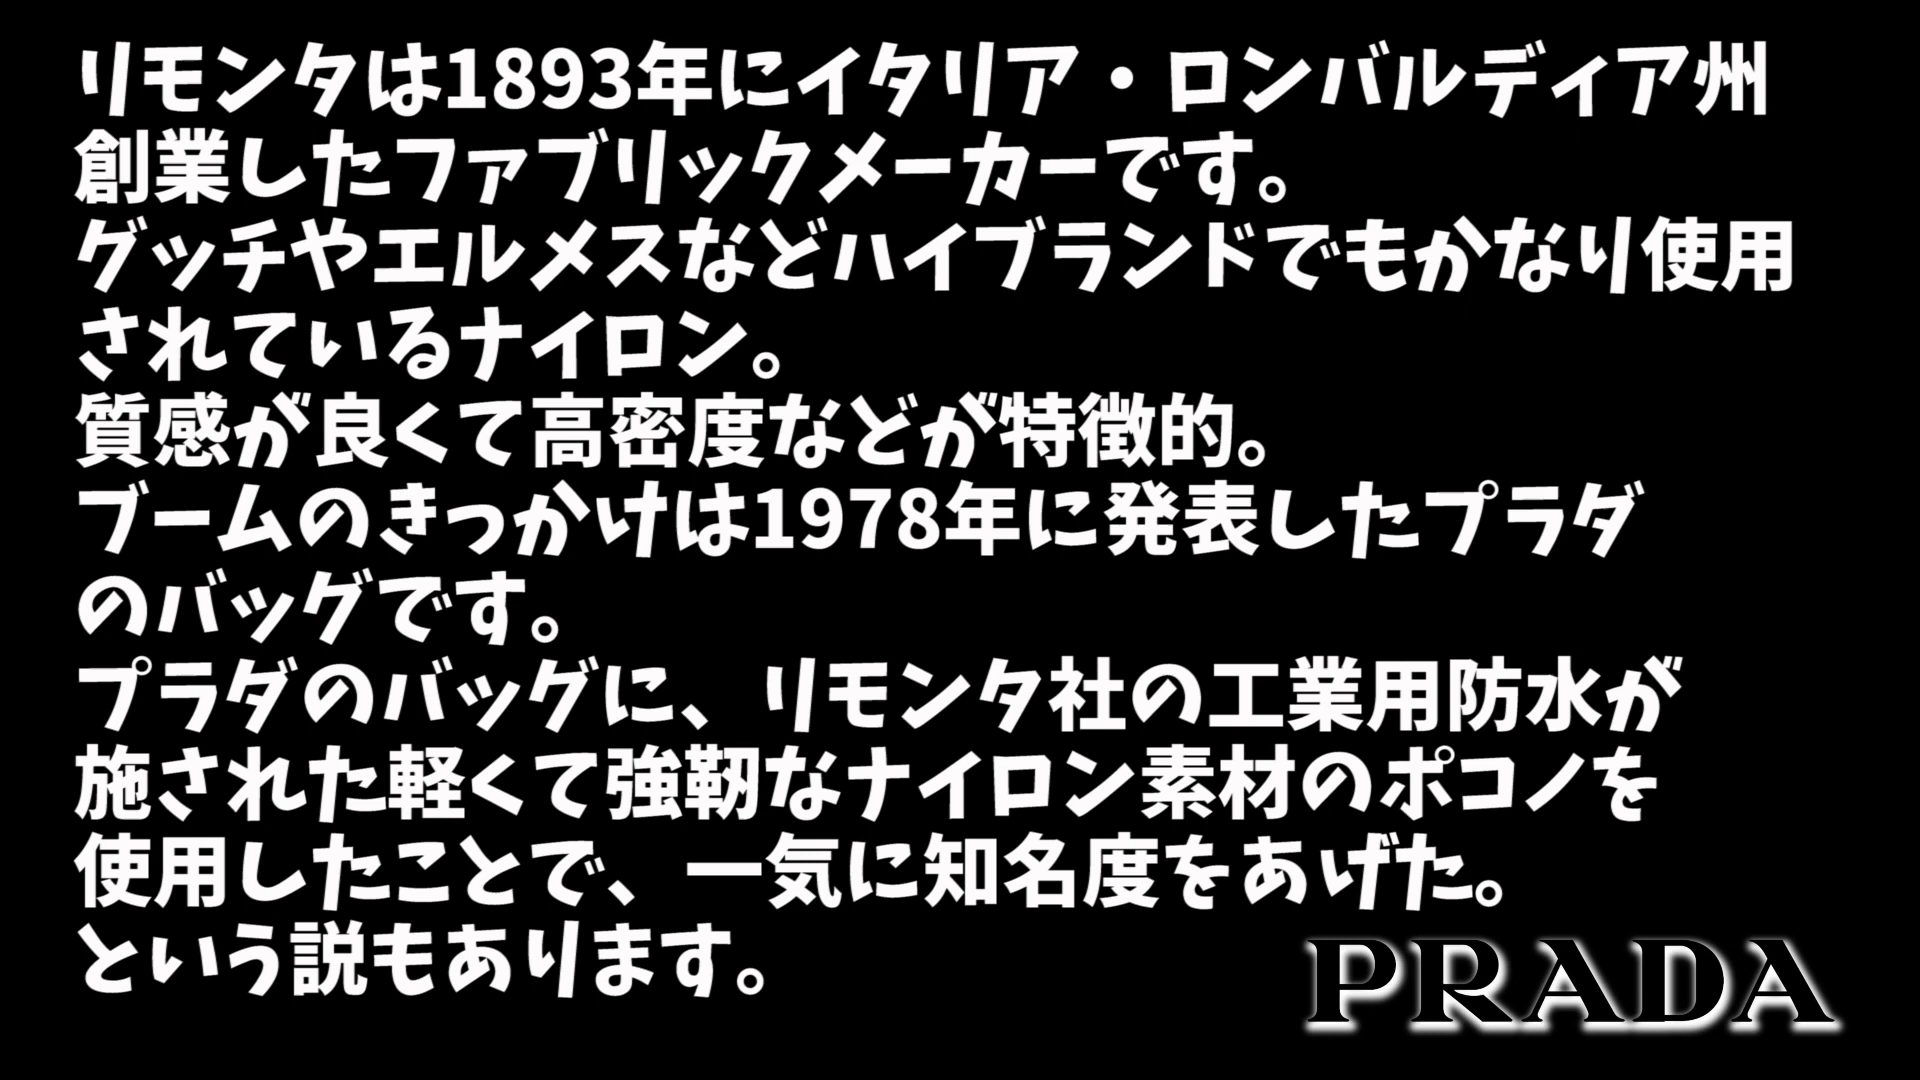 リモンタは1893年にイタリア・ロンバルディア州
創業したファブリックメーカーです。
グッチやエルメスなどハイブランドでもかなり使用
されているナイロン。
質感が良くて高密度などが特徴的。
ブームのきっかけは1978年に発表したプラダ
のバッグです。
プラダのバッグに、リモンタ社の工業用防水が
施された軽くて強靭なナイロン素材のポコノを
使用したことで、一気に知名度をあげた。
という説もあります。
PRADA